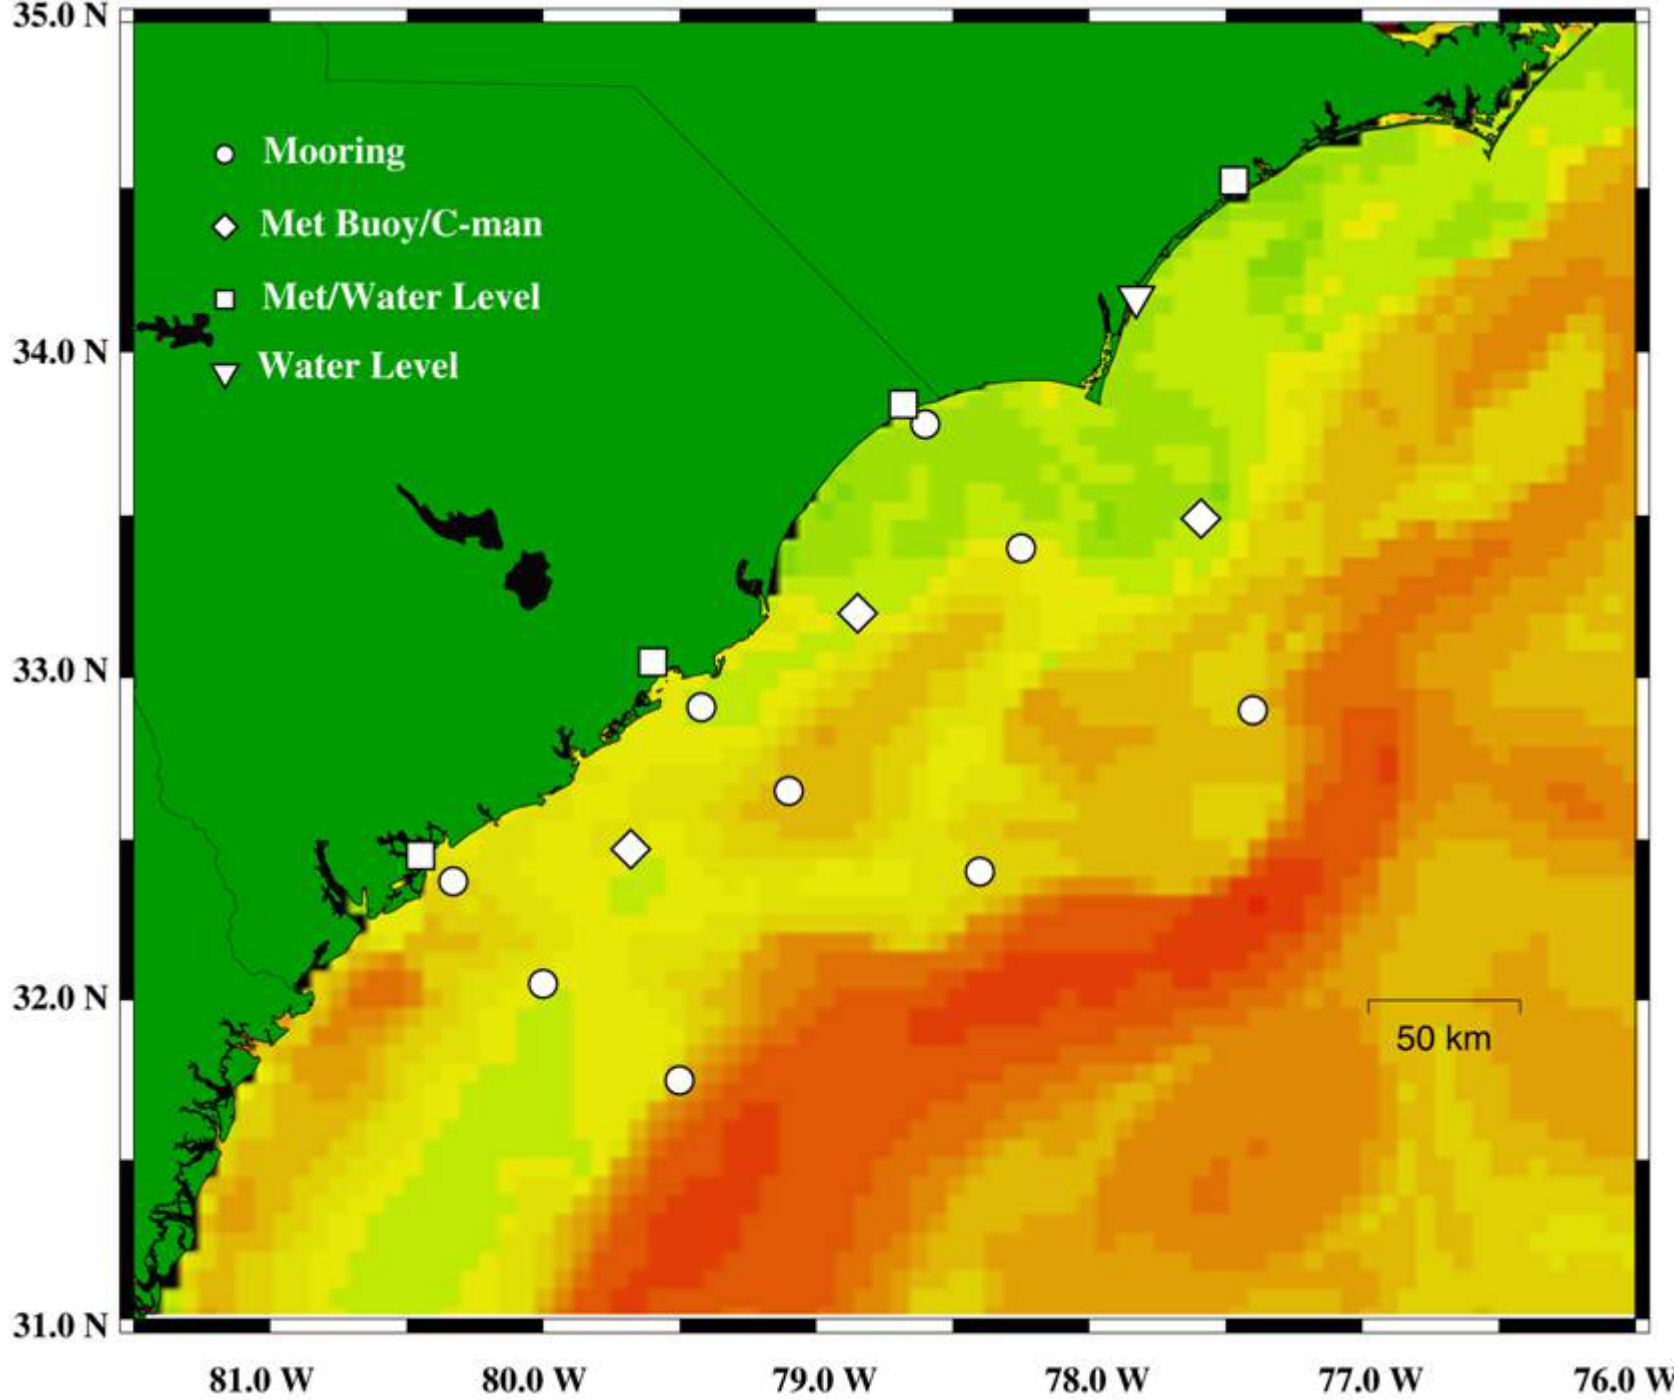 35.0 N
Mooring
Met Buoy/C-man
Met/Water Level
34.0 N
Water Level
33.0 N
32.0 N
50 km
31.0 N
81.0 W
80.0 W
79.0 W
78.0 W
77.0 W
76.0 W